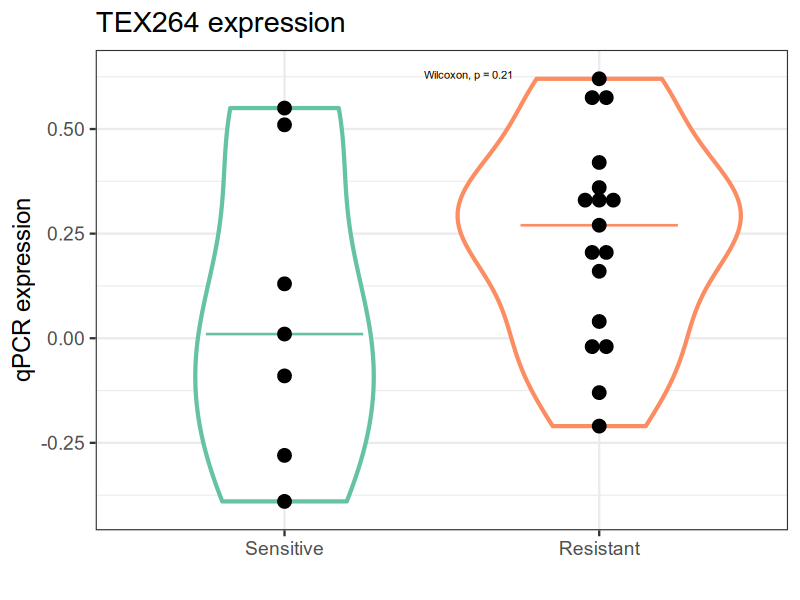 TEX264 expression
Wilcoxon, p = 0.21
0.50
0.25
0.00
-0.25
qPCR expression
Sensitive
Resistant